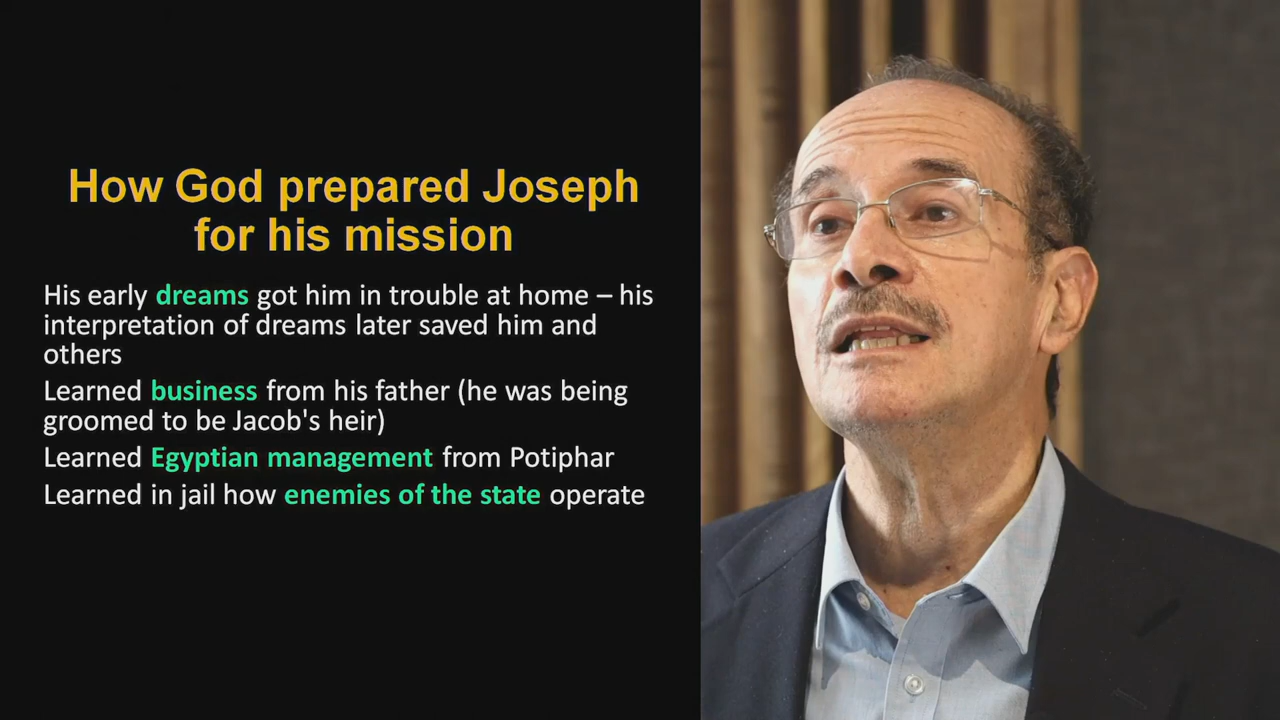 How God prepared Joseph
for his mission
His early dreams got him in trouble at home – his
interpretation of dreams later saved him and
others
Learned business from his father (he was being
groomed to be Jacob's heir)
Learned Egyptian management from Potiphar
Learned in jail how enemies of the state operate